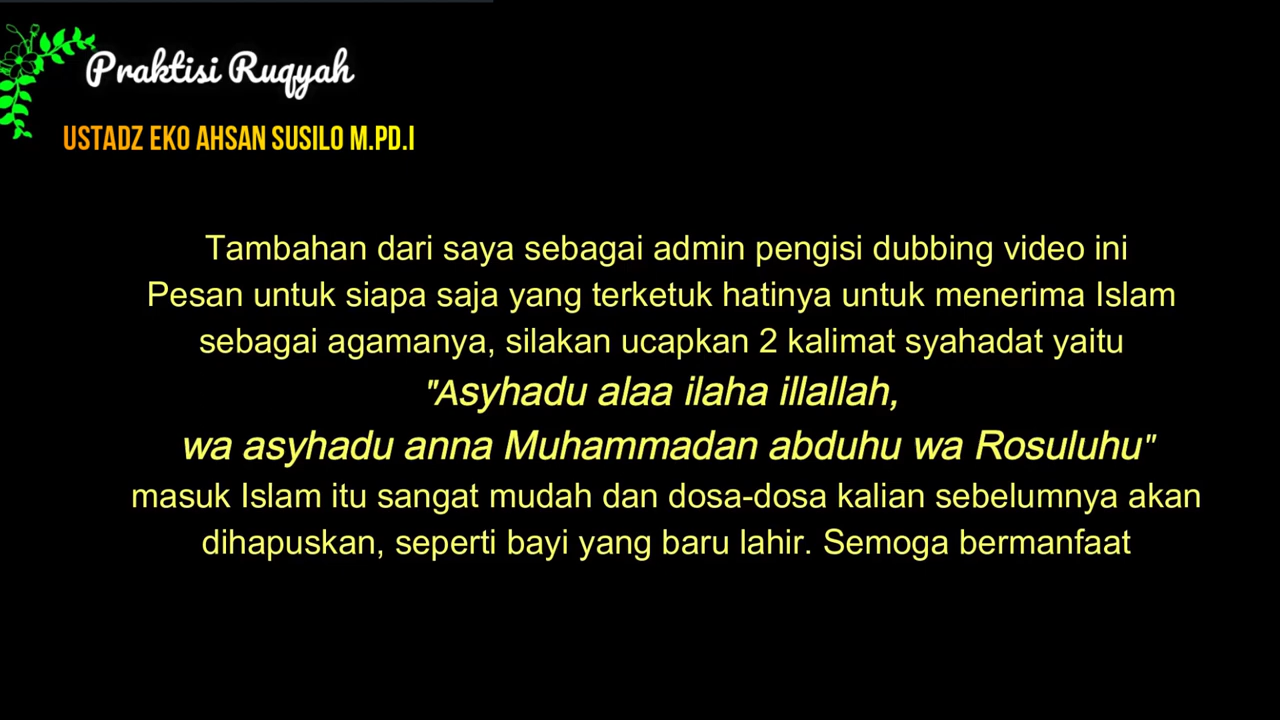 Praktisi Ruqyah
USTADZ EKO AHSAN SUSILO M.PD.I
Tambahan dari saya sebagai admin pengisi dubbing video ini
Pesan untuk siapa saja yang terketuk hatinya untuk menerima Islam
sebagai agamanya, silakan ucapkan 2 kalimat syahadat yaitu
"Asyhadu alaa ilaha illallah,
wa asyhadu anna Muhammadan abduhu wa Rosuluhu"
masuk Islam itu sangat mudah dan dosa-dosa kalian sebelumnya akan
dihapuskan, seperti bayi yang baru lahir. Semoga bermanfaat